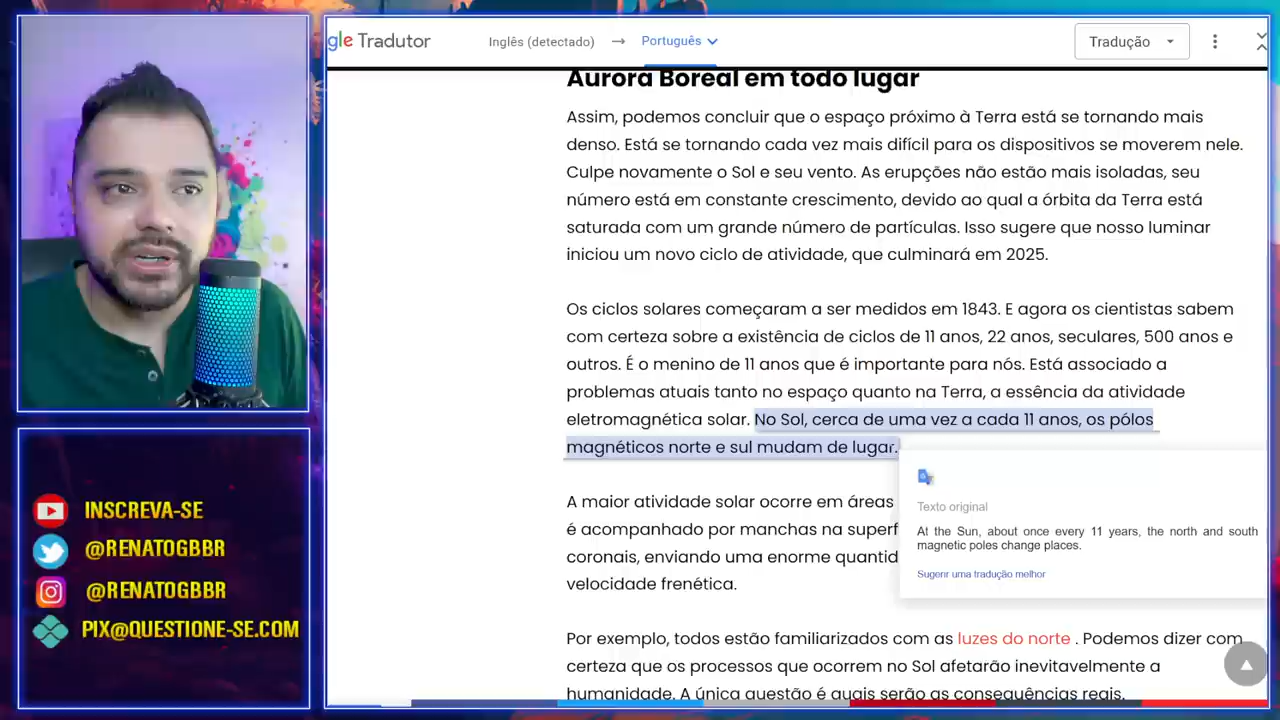 gle Tradutor
Inglês (detectado) → Português
Tradução
Aurora Boreal em todo lugar
Assim, podemos concluir que o espaço próximo à Terra está se tornando mais
denso. Está se tornando cada vez mais difícil para os dispositivos se moverem nele.
Culpe novamente o Sol e seu vento. As erupções não estão mais isoladas, seu
número está em constante crescimento, devido ao qual a órbita da Terra está
saturada com um grande número de partículas. Isso sugere que nosso luminar
iniciou um novo ciclo de atividade, que culminará em 2025.
Os ciclos solares começaram a ser medidos em 1843. E agora os cientistas sabem
com certeza sobre a existência de ciclos de 11 anos, 22 anos, seculares, 500 anos e
outros. É o menino de 11 anos que é importante para nós. Está associado a
problemas atuais tanto no espaço quanto na Terra, a essência da atividade
eletromagnética solar. No Sol, cerca de uma vez a cada 11 anos, os pólos
magnéticos norte e sul mudam de lugar.
Texto original
At the Sun, about once every 11 years, the north and south
magnetic poles change places.
Sugerir uma tradução melhor
A maior atividade solar ocorre em áreas
é acompanhado por manchas na superf
coronais, enviando uma enorme quantid
velocidade frenética.
Por exemplo, todos estão familiarizados com as luzes do norte . Podemos dizer com
certeza que os processos que ocorrem no Sol afetarão inevitavelmente a
humanidade. A única questão é quais serão as consequências reais.
INSCREVA-SE
@RENATOGBBR
@RENATOGBBR
PIX@QUESTIONE-SE.COM